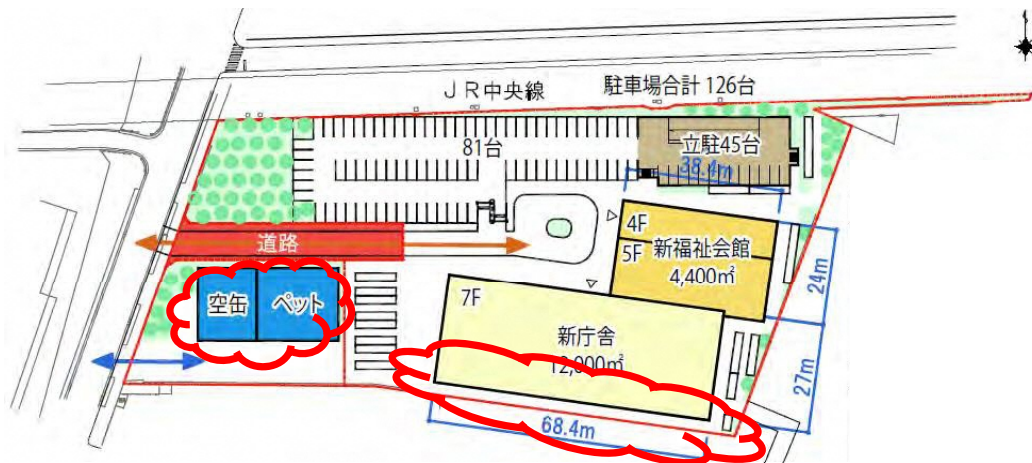 JR中央線
駐車場合計 126台
81台
立駐45台
38.4m
道路
4F
5F 新福祉会館
4,400㎡
24m
空缶
ペット
7F
新庁舎
12,000㎡
27m
68.4m